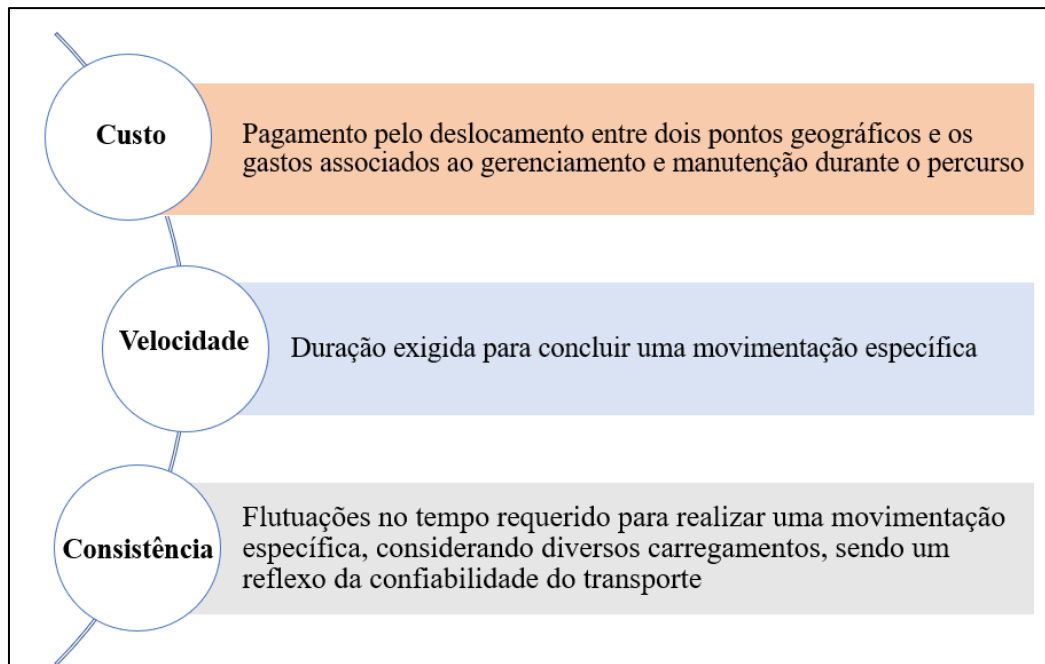 Custo
Pagamento pelo deslocamento entre dois pontos geográficos e os
gastos associados ao gerenciamento e manutenção durante o percurso
Velocidade
Duração exigida para concluir uma movimentação específica
Consistência
Flutuações no tempo requerido para realizar uma movimentação
específica, considerando diversos carregamentos, sendo um
reflexo da confiabilidade do transporte